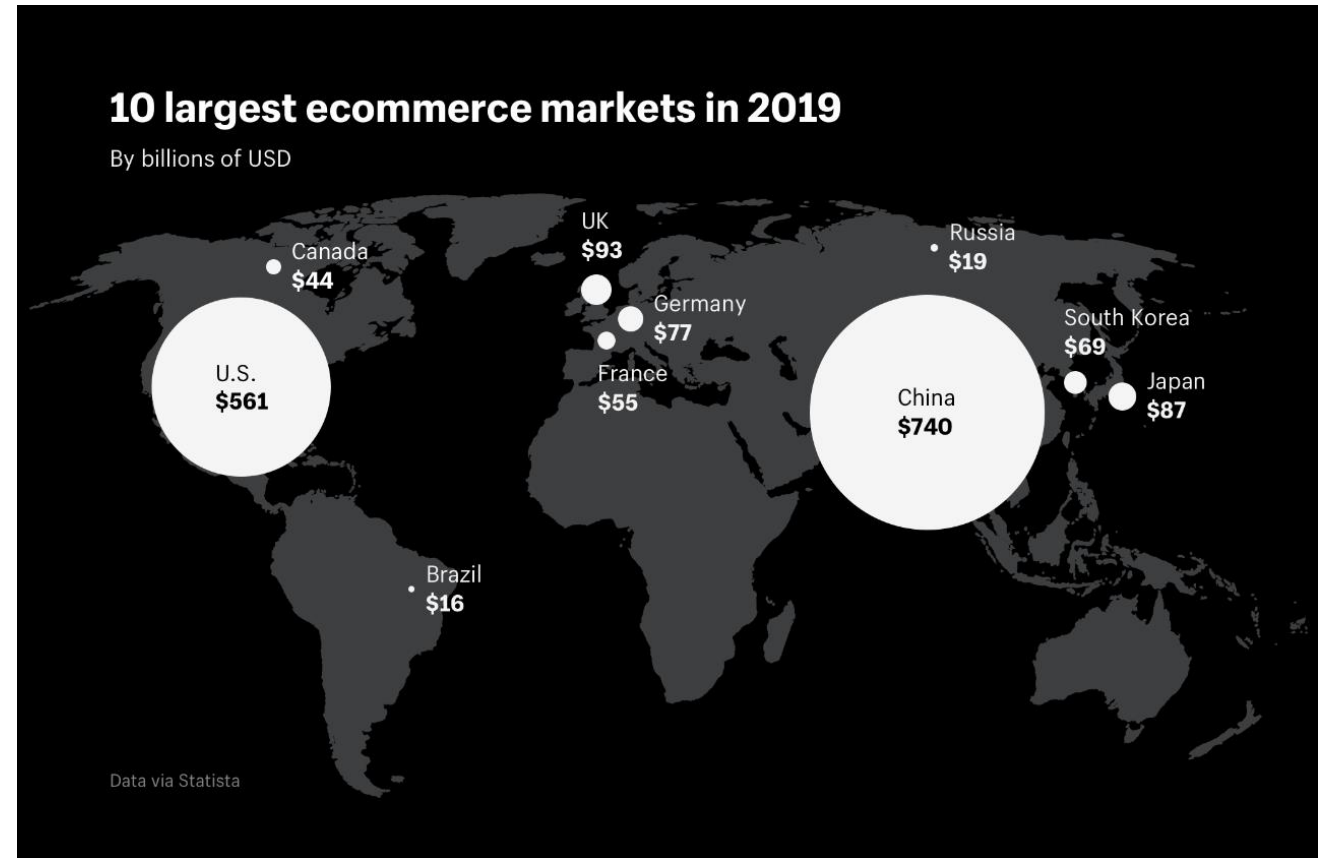 10 largest ecommerce markets in 2019
By billions of USD
Canada
$44
U.S.
$561
Brazil
$16
UK
$93
Germany
$77
France
$55
Russia
$19
China
$740
South Korea
$69
Japan
$87
Data via Statista